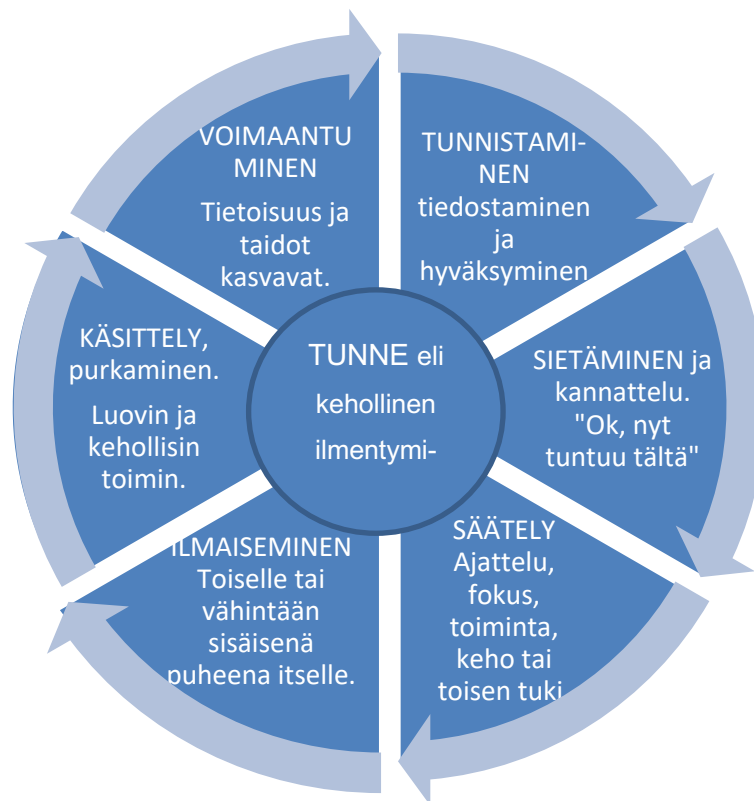 VOIMAANTU
MINEN
Tietoisuus ja
taidot
kasvavat.
TUNNISTAMI-
NEN
tiedostaminen
ja
hyväksyminen
SIETÄMINEN ja
kannattelu.
"Ok, nyt
tuntuu tältä"
SÄÄTELY
Ajattelu,
fokus,
toiminta,
keho tai
toisen tuki
ILMAISEMINEN
Toiselle tai
vähintään
sisäisenä
puheena itselle.
KÄSITTELY,
purkaminen.
Luovin ja
kehollisin
toimin.
TUNNE eli
kehollinen
ilmentymi-